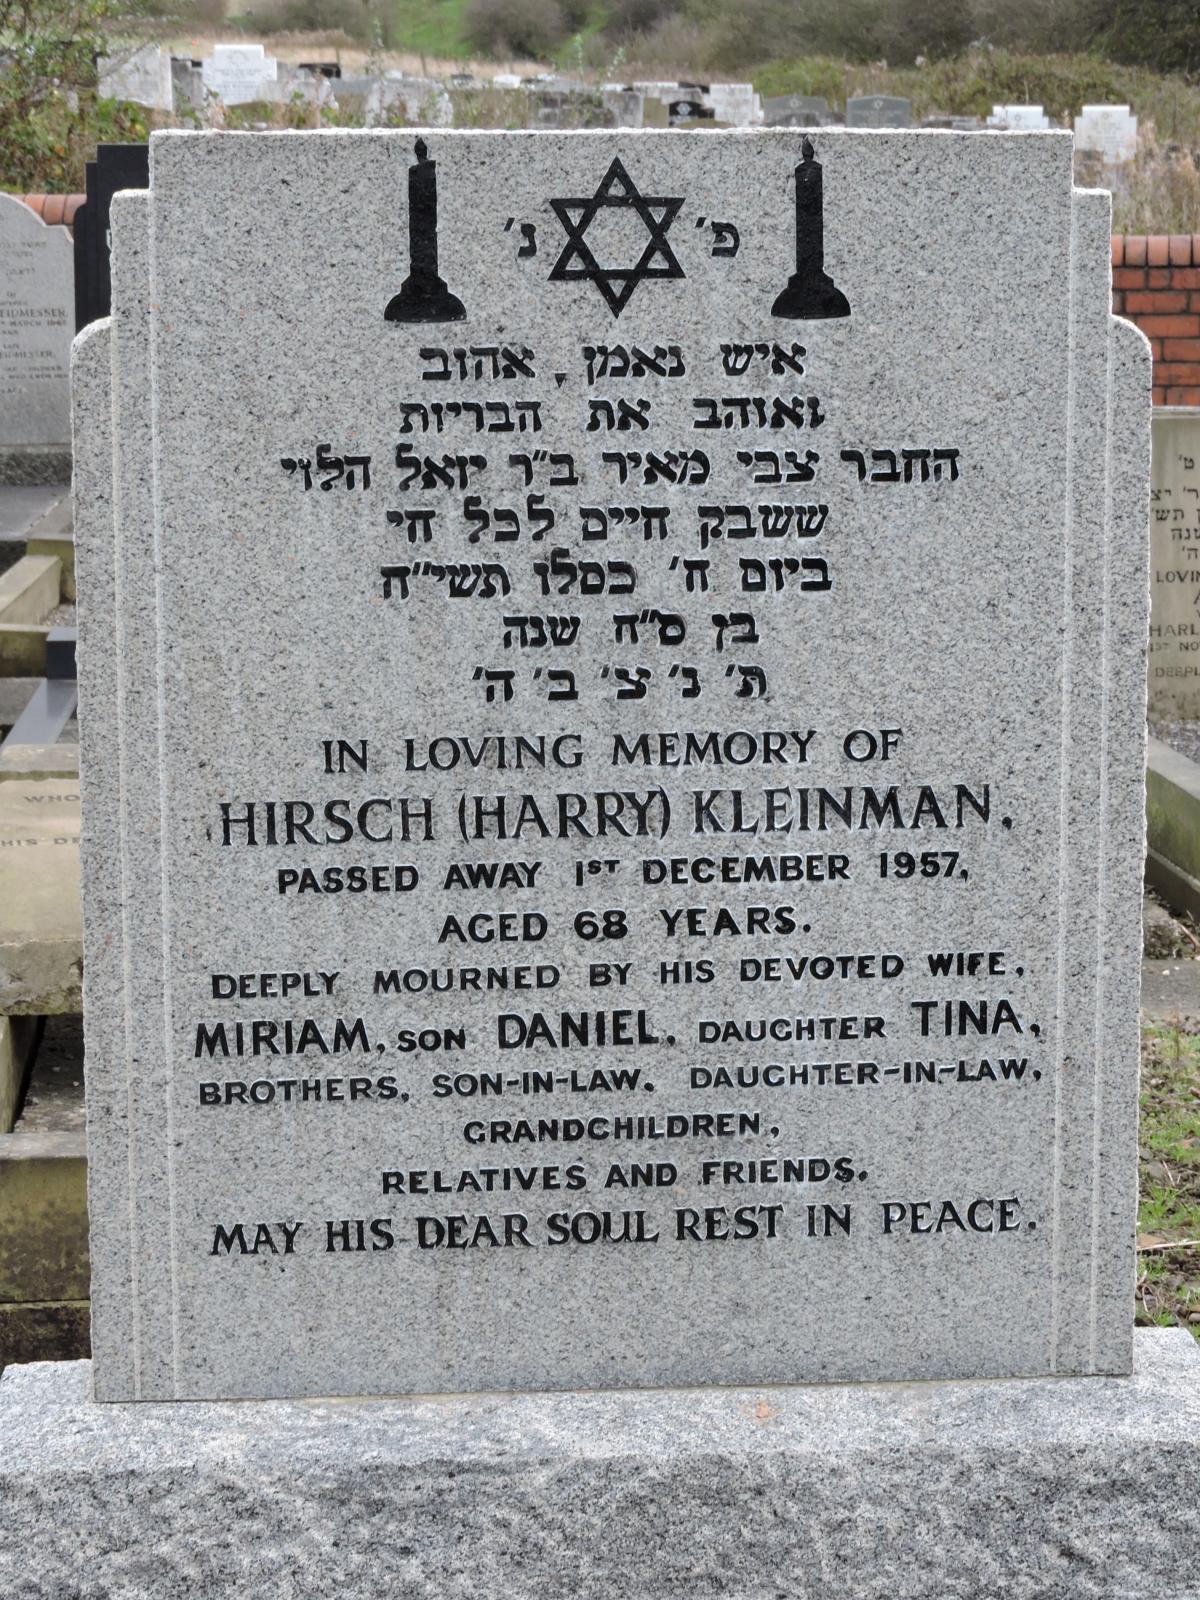 פ׳ נ׳
איש נאמן, אהוב
ואוהב את הבריות
החבר צבי מאיר ב״ר יואל הלוי
ששבק חיים לכל חי
ביום ח׳ כסלו תשי״ח
בן ס״ח שנה
ת׳ נ׳ צ׳ ב׳ ה׳
IN LOVING MEMORY OF
HIRSCH (HARRY) KLEINMAN,
PASSED AWAY 1ST DECEMBER 1957,
AGED 68 YEARS.
DEEPLY MOURNED BY HIS DEVOTED WIFE,
MIRIAM, SON DANIEL, DAUGHTER TINA,
BROTHERS, SON-IN-LAW, DAUGHTER-IN-LAW,
GRANDCHILDREN,
RELATIVES AND FRIENDS.
MAY HIS DEAR SOUL REST IN PEACE.